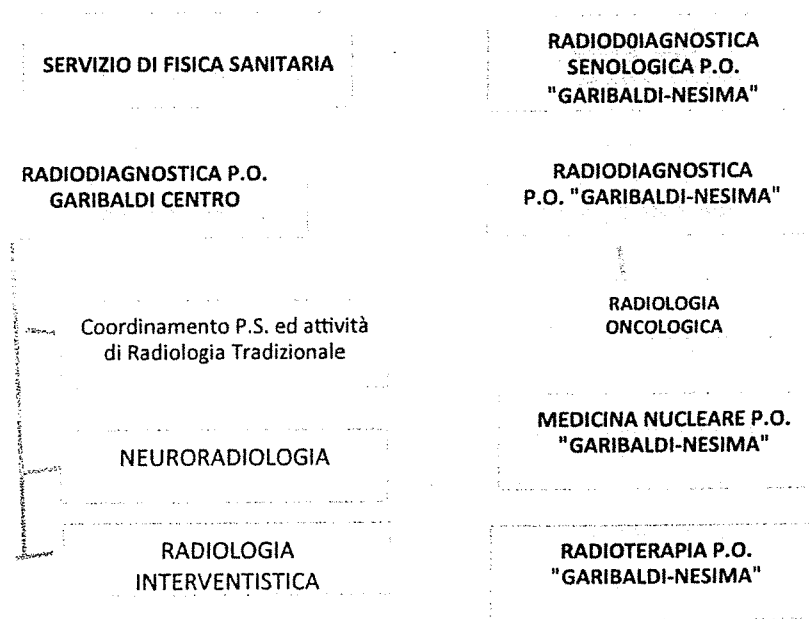 SERVIZIO DI FISICA SANITARIA
RADIOD0IAGNOSTICA
SENOLOGICA P.O.
"GARIBALDI-NESIMA"
RADIODIAGNOSTICA P.O.
GARIBALDI CENTRO
RADIODIAGNOSTICA
P.O. "GARIBALDI-NESIMA"
Coordinamento P.S. ed attività
di Radiologia Tradizionale
RADIOLOGIA
ONCOLOGICA
NEURORADIOLOGIA
MEDICINA NUCLEARE P.O.
"GARIBALDI-NESIMA"
RADIOLOGIA
INTERVENTISTICA
RADIOTERAPIA P.O.
"GARIBALDI-NESIMA"